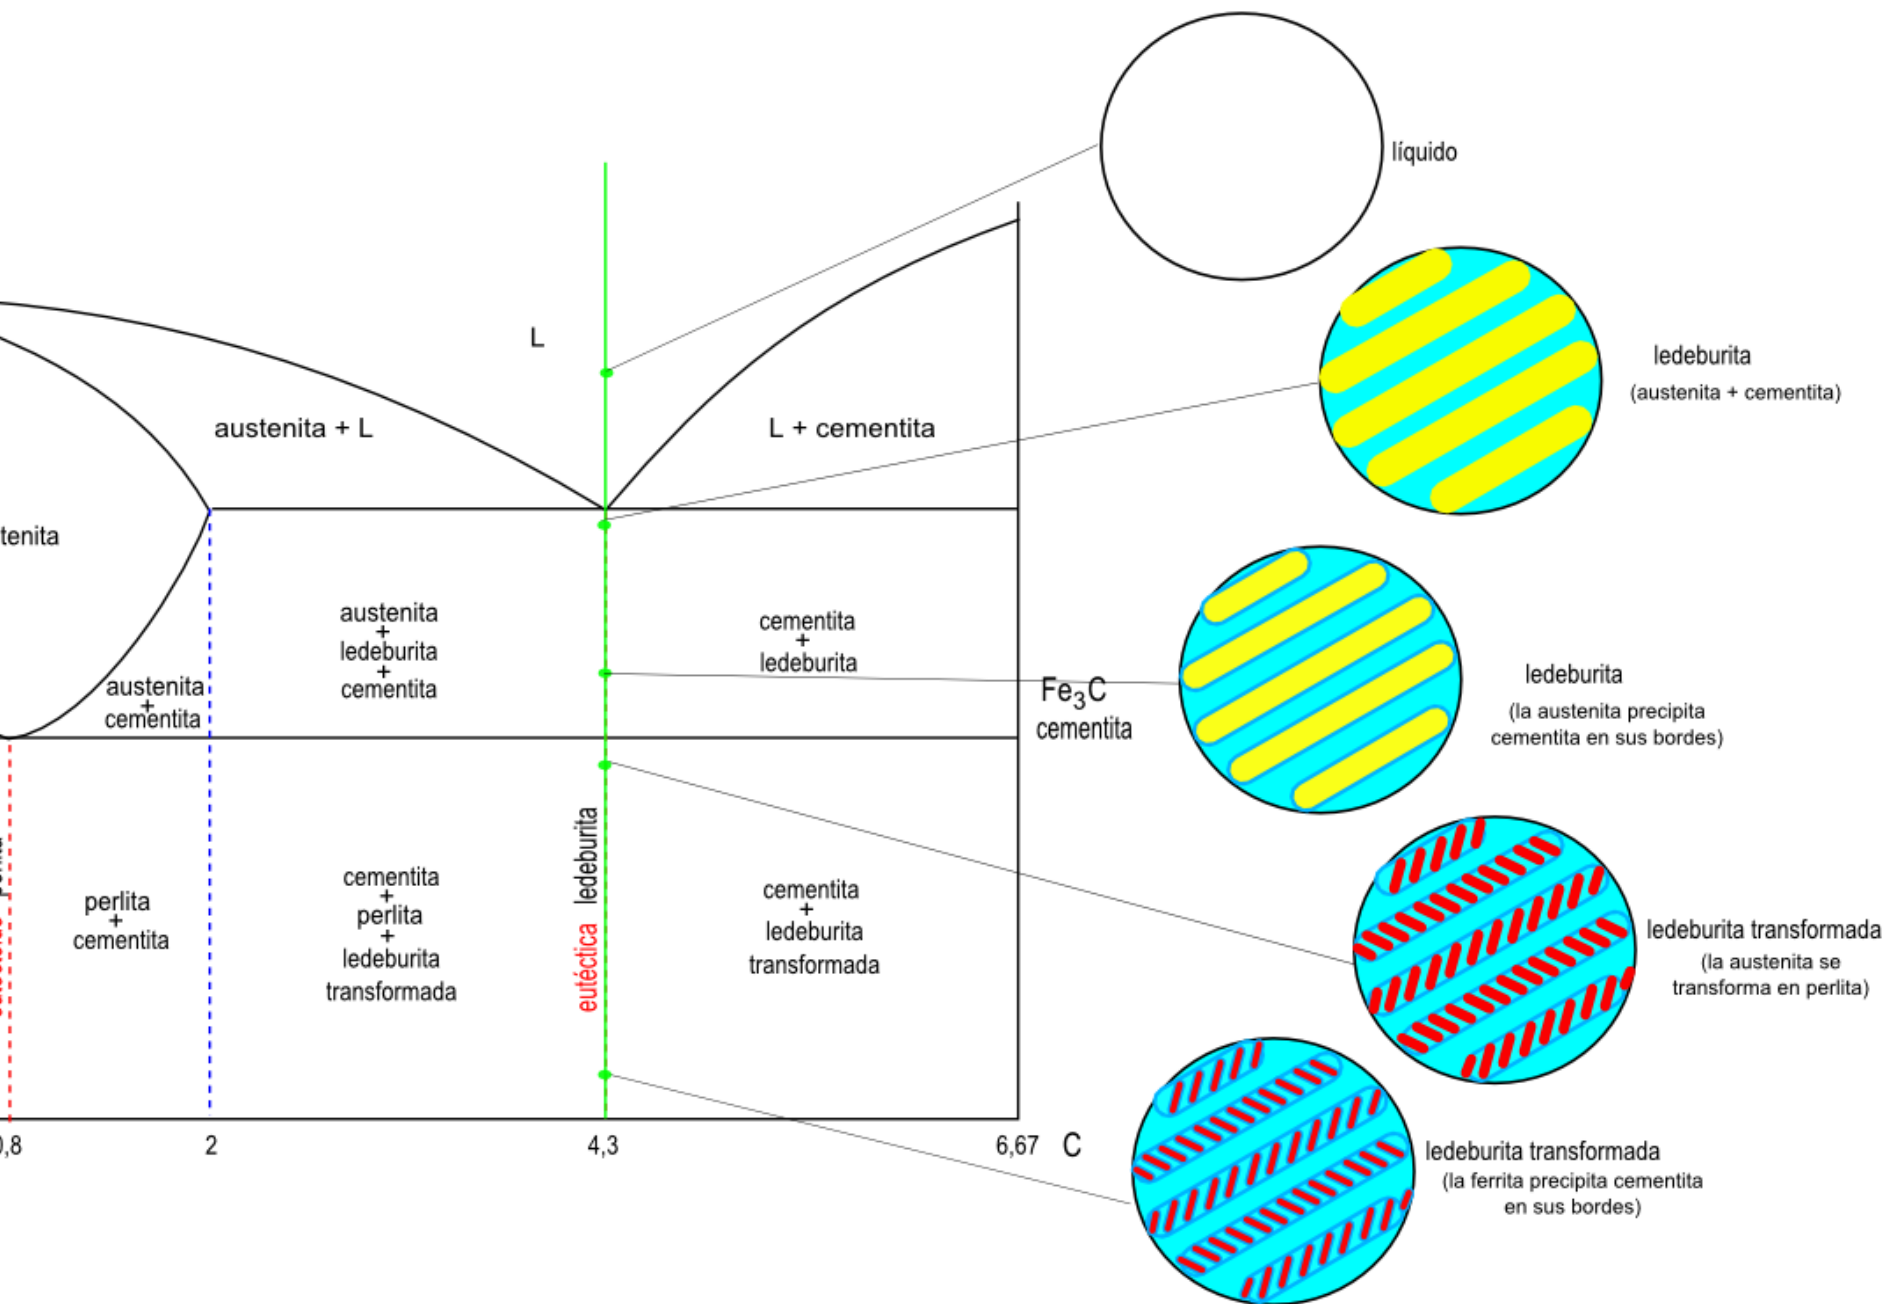 líquido
L
austenita + L
L + cementita
ledeburita
(austenita + cementita)
tenita
austenita
+
ledeburita
+
cementita
cementita
+
ledeburita
austenita
+
cementita
Fe₃C
cementita
ledeburita
(la austenita precipita
cementita en sus bordes)
perlita
+
cementita
cementita
+
perlita
+
ledeburita
transformada
eutéctica ledeburita
cementita
+
ledeburita
transformada
ledeburita transformada
(la austenita se
transforma en perlita)
ledeburita transformada
(la ferrita precipita cementita
en sus bordes)
0,8
2
4,3
6,67
C